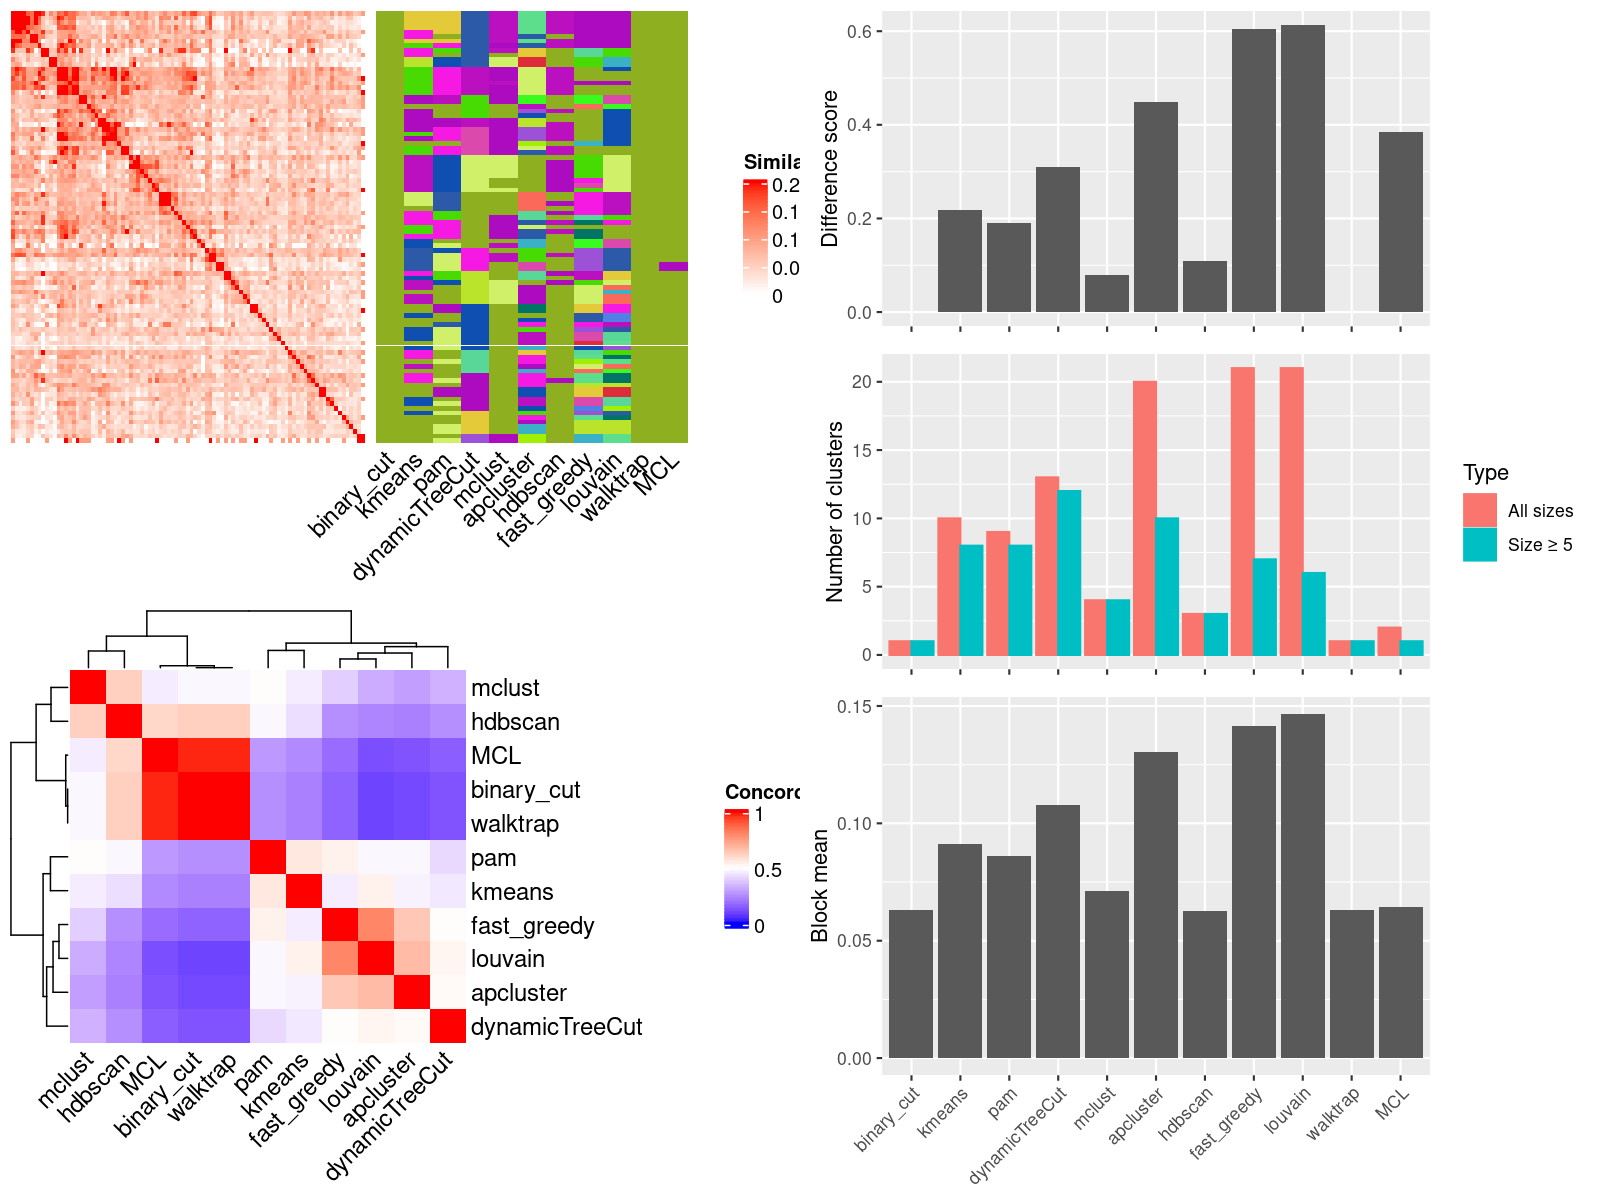 Simila
0.2
0.1
0.1
0.0
0
binary_cut
kmeans
pam
dynamicTreeCut
mclust
apcluster
hdbscan
fast_greedy
louvain
walktrap
MCL
mclust
hdbscan
MCL
binary_cut
walktrap
pam
kmeans
fast_greedy
louvain
apcluster
dynamicTreeCut
mclust
hdbscan
MCL
binary_cut
walktrap
pam
kmeans
fast_greedy
louvain
apcluster
dynamicTreeCut
Concord
1
0.5
0
Difference score
0.6
0.4
0.2
0.0
Number of clusters
20
15
10
5
0
Type
All sizes
Size ≥ 5
Block mean
0.15
0.10
0.05
0.00
binary_cut
kmeans
pam
dynamicTreeCut
mclust
apcluster
hdbscan
fast_greedy
louvain
walktrap
MCL